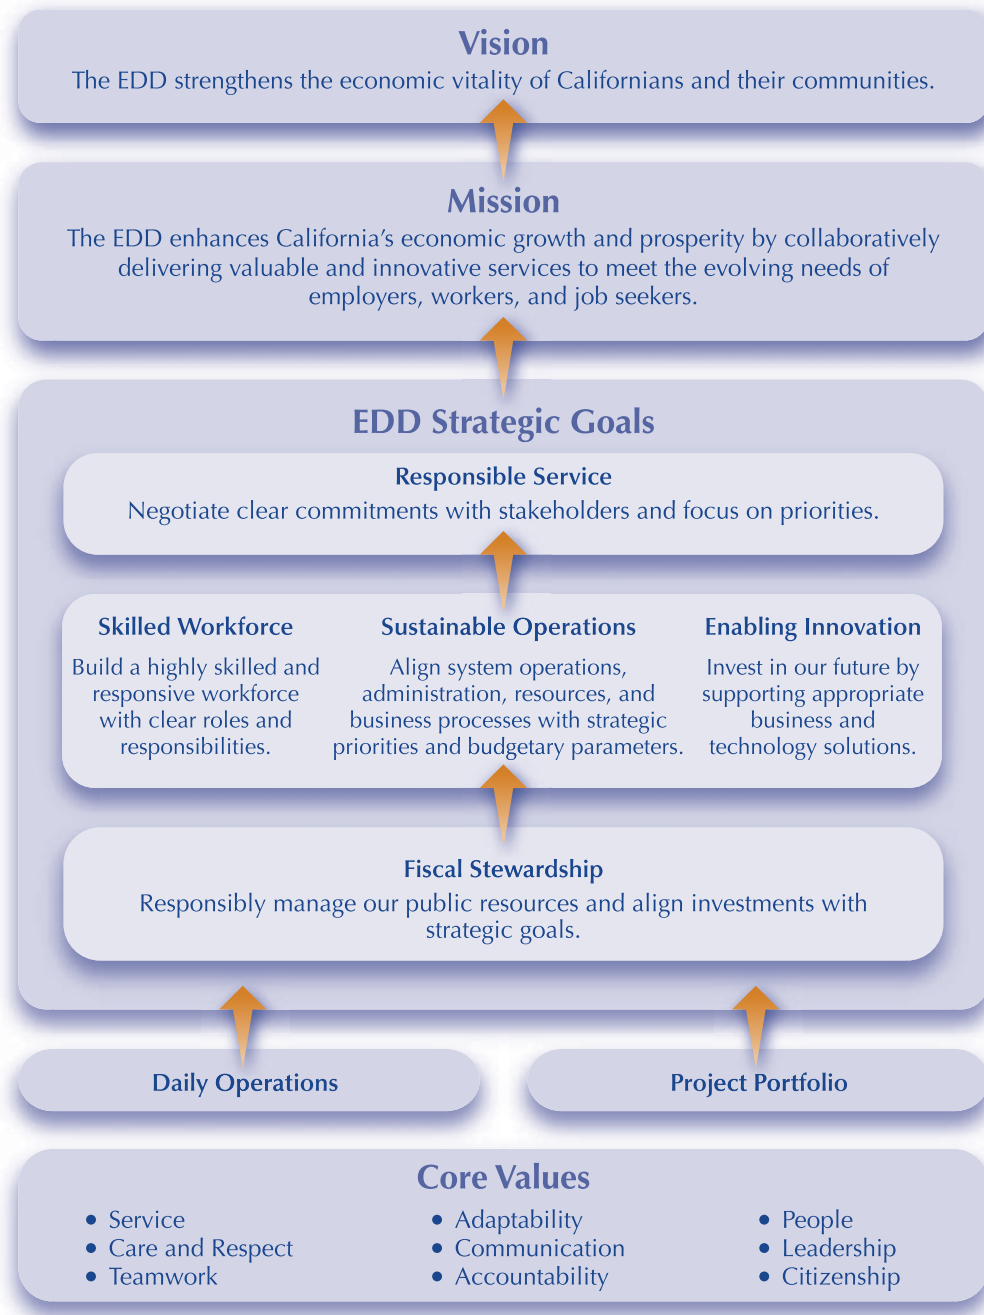 Vision
The EDD strengthens the economic vitality of Californians and their communities.
Mission
The EDD enhances California’s economic growth and prosperity by collaboratively
delivering valuable and innovative services to meet the evolving needs of
employers, workers, and job seekers.
EDD Strategic Goals
Responsible Service
Negotiate clear commitments with stakeholders and focus on priorities.
Skilled Workforce
Build a highly skilled and
responsive workforce
with clear roles and
responsibilities.
Sustainable Operations
Align system operations,
administration, resources, and
business processes with strategic
priorities and budgetary parameters.
Enabling Innovation
Invest in our future by
supporting appropriate
business and
technology solutions.
Fiscal Stewardship
Responsibly manage our public resources and align investments with
strategic goals.
Daily Operations
Project Portfolio
Core Values
• Service
• Care and Respect
• Teamwork
• Adaptability
• Communication
• Accountability
• People
• Leadership
• Citizenship